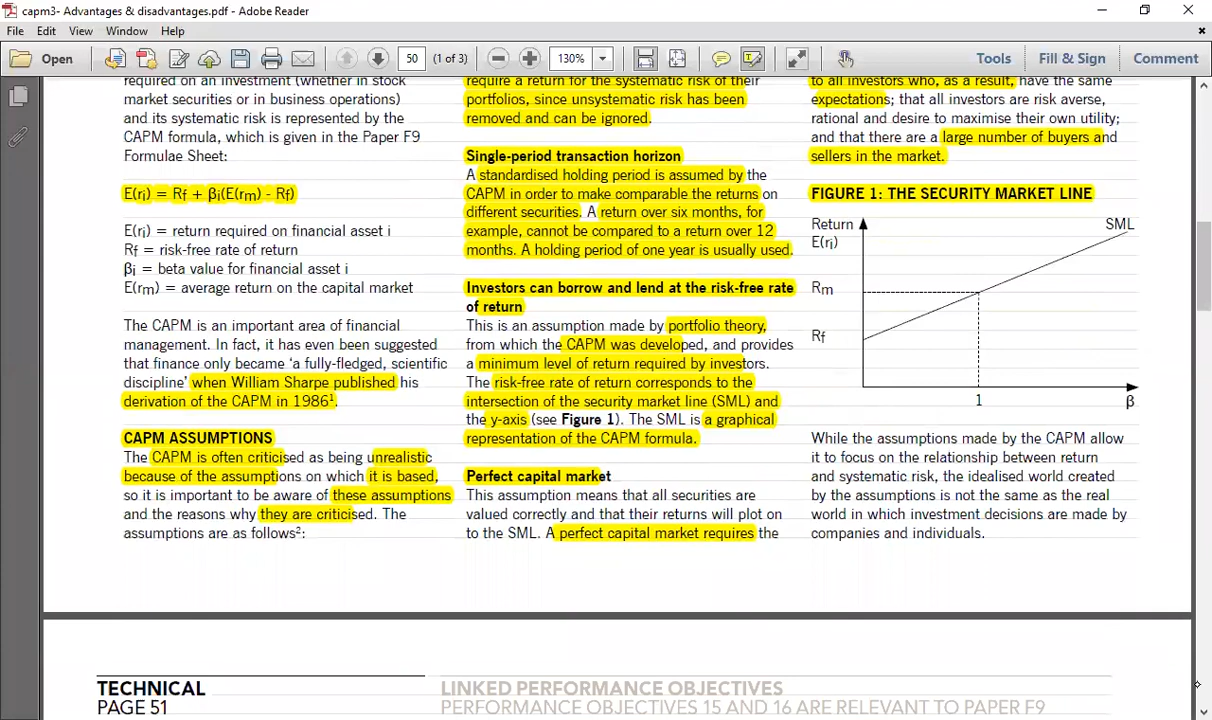 capm3- Advantages & disadvantages.pdf - Adobe Reader
File Edit View Window Help
Open
50 (1 of 3)
130%
Tools Fill & Sign Comment
required on an investment (whether in stock
market securities or in business operations)
and its systematic risk is represented by the
CAPM formula, which is given in the Paper F9
Formulae Sheet:
E(ri) = Rf + βi(E(rm) - Rf)
E(ri) = return required on financial asset i
Rf = risk-free rate of return
βi = beta value for financial asset i
E(rm) = average return on the capital market
The CAPM is an important area of financial
management. In fact, it has even been suggested
that finance only became ‘a fully-fledged, scientific
discipline’ when William Sharpe published his
derivation of the CAPM in 1986¹.
CAPM ASSUMPTIONS
The CAPM is often criticised as being unrealistic
because of the assumptions on which it is based,
so it is important to be aware of these assumptions
and the reasons why they are criticised. The
assumptions are as follows²:
require a return for the systematic risk of their
portfolios, since unsystematic risk has been
removed and can be ignored.
Single-period transaction horizon
A standardised holding period is assumed by the
CAPM in order to make comparable the returns on
different securities. A return over six months, for
example, cannot be compared to a return over 12
months. A holding period of one year is usually used.
Investors can borrow and lend at the risk-free rate
of return
This is an assumption made by portfolio theory,
from which the CAPM was developed, and provides
a minimum level of return required by investors.
The risk-free rate of return corresponds to the
intersection of the security market line (SML) and
the y-axis (see Figure 1). The SML is a graphical
representation of the CAPM formula.
Perfect capital market
This assumption means that all securities are
valued correctly and that their returns will plot on
to the SML. A perfect capital market requires the
to all investors who, as a result, have the same
expectations; that all investors are risk averse,
rational and desire to maximise their own utility;
and that there are a large number of buyers and
sellers in the market.
FIGURE 1: THE SECURITY MARKET LINE
Return
E(ri)
SML
Rm
Rf
1
β
While the assumptions made by the CAPM allow
it to focus on the relationship between return
and systematic risk, the idealised world created
by the assumptions is not the same as the real
world in which investment decisions are made by
companies and individuals.
TECHNICAL
PAGE 51
LINKED PERFORMANCE OBJECTIVES
PERFORMANCE OBJECTIVES 15 AND 16 ARE RELEVANT TO PAPER F9